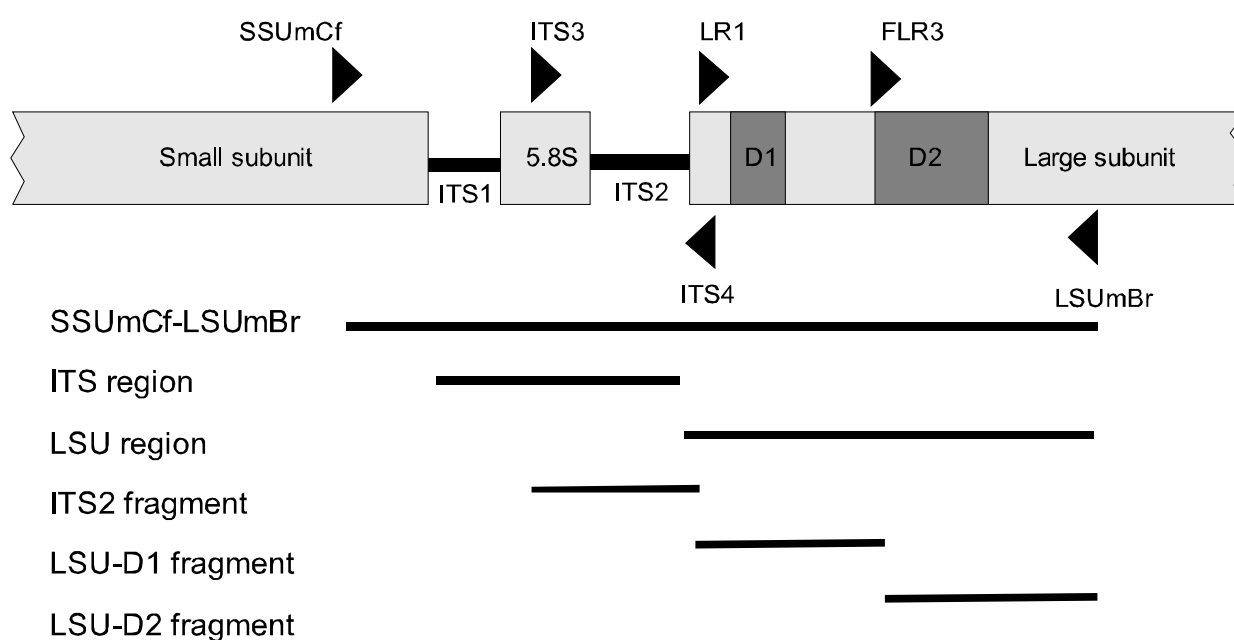 SSUmCf ITS3 LR1 FLR3
Small subunit 5.8S D1 D2 Large subunit
ITS1 ITS2
ITS4 LSUmBr
SSUmCf-LSUmBr
ITS region
LSU region
ITS2 fragment
LSU-D1 fragment
LSU-D2 fragment